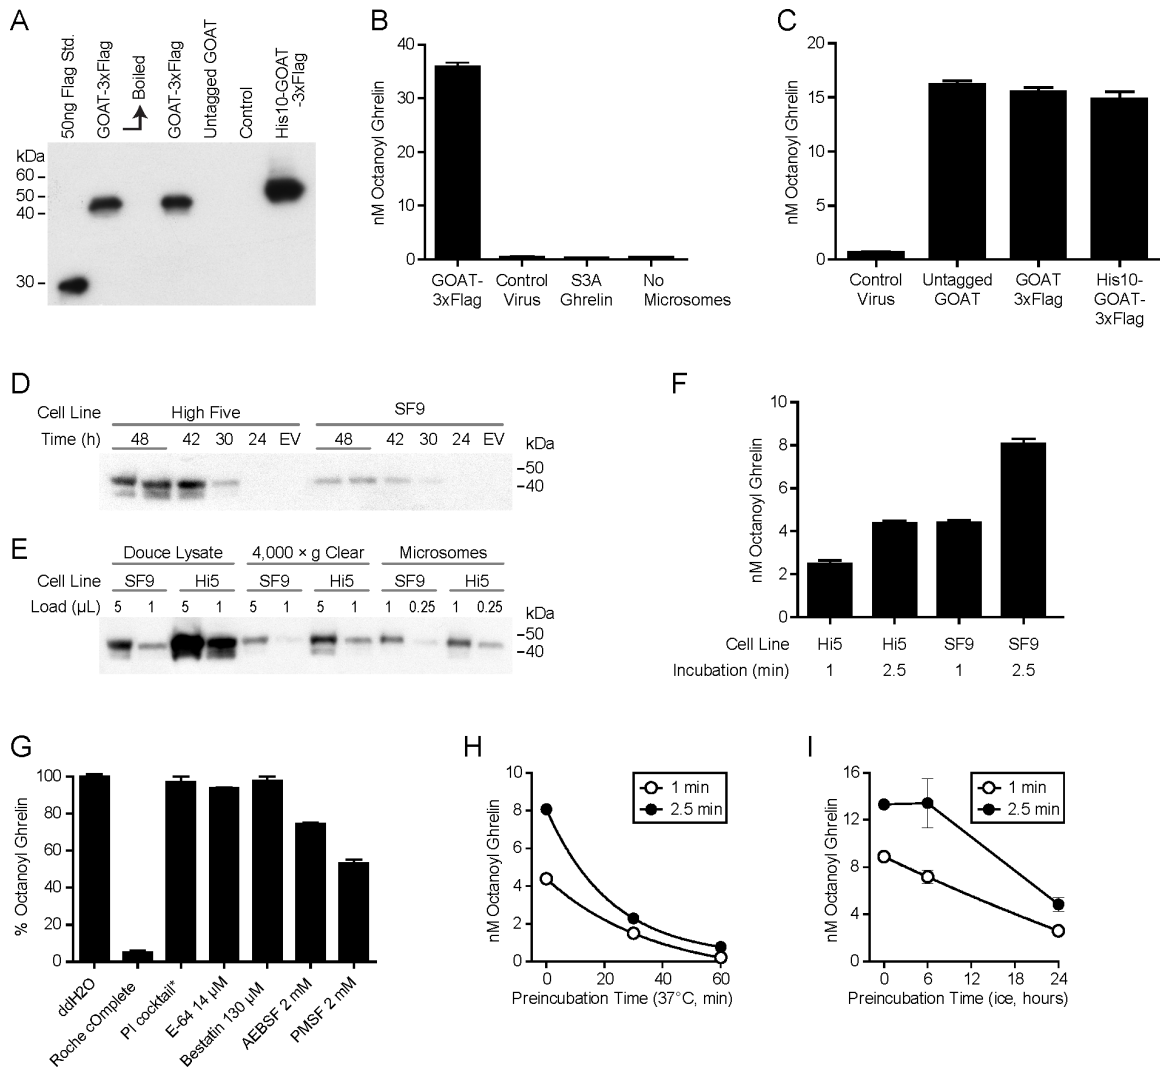 A
50ng Flag Std.
GOAT-3xFlag
Boiled
GOAT-3xFlag
Untagged GOAT
Control
His10-GOAT
-3xFlag
kDa
60
50
40
30
B
nM Octanoyl Ghrelin
40
30
20
10
0
GOAT-
3xFlag
Control
Virus
S3A
Ghrelin
No
Microsomes
C
nM Octanoyl Ghrelin
20
15
10
5
0
Control
Virus
Untagged
GOAT
GOAT
3xFlag
His10-
GOAT-
3xFlag
D
Cell Line High Five SF9
Time (h) 48 42 30 24 EV 48 42 30 24 EV
kDa
50
40
E
Douce Lysate 4,000 × g Clear Microsomes
Cell Line SF9 Hi5 SF9 Hi5 SF9 Hi5
Load (µL) 5 1 5 1 5 1 5 1 1 0.25 1 0.25
kDa
50
40
F
nM Octanoyl Ghrelin
10
8
6
4
2
0
Cell Line Hi5 Hi5 SF9 SF9
Incubation (min) 1 2.5 1 2.5
G
% Octanoyl Ghrelin
100
80
60
40
20
0
ddH2O
Roche cOmplete
PI cocktail*
E-64 14 µM
Bestatin 130 µM
AEBSF 2 mM
PMSF 2 mM
H
nM Octanoyl Ghrelin
10
8
6
4
2
0
1 min
2.5 min
0 20 40 60
Preincubation Time (37°C, min)
I
nM Octanoyl Ghrelin
16
12
8
4
0
1 min
2.5 min
0 6 12 18 24
Preincubation Time (ice, hours)